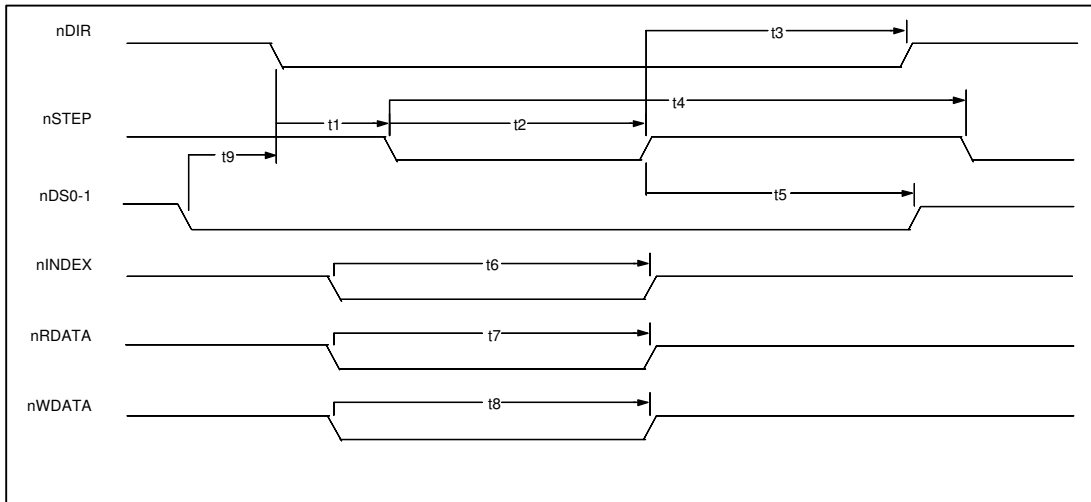 nDIR
t3
t4
nSTEP
t1
t2
t9
nDS0-1
t5
nINDEX
t6
nRDATA
t7
nWDATA
t8